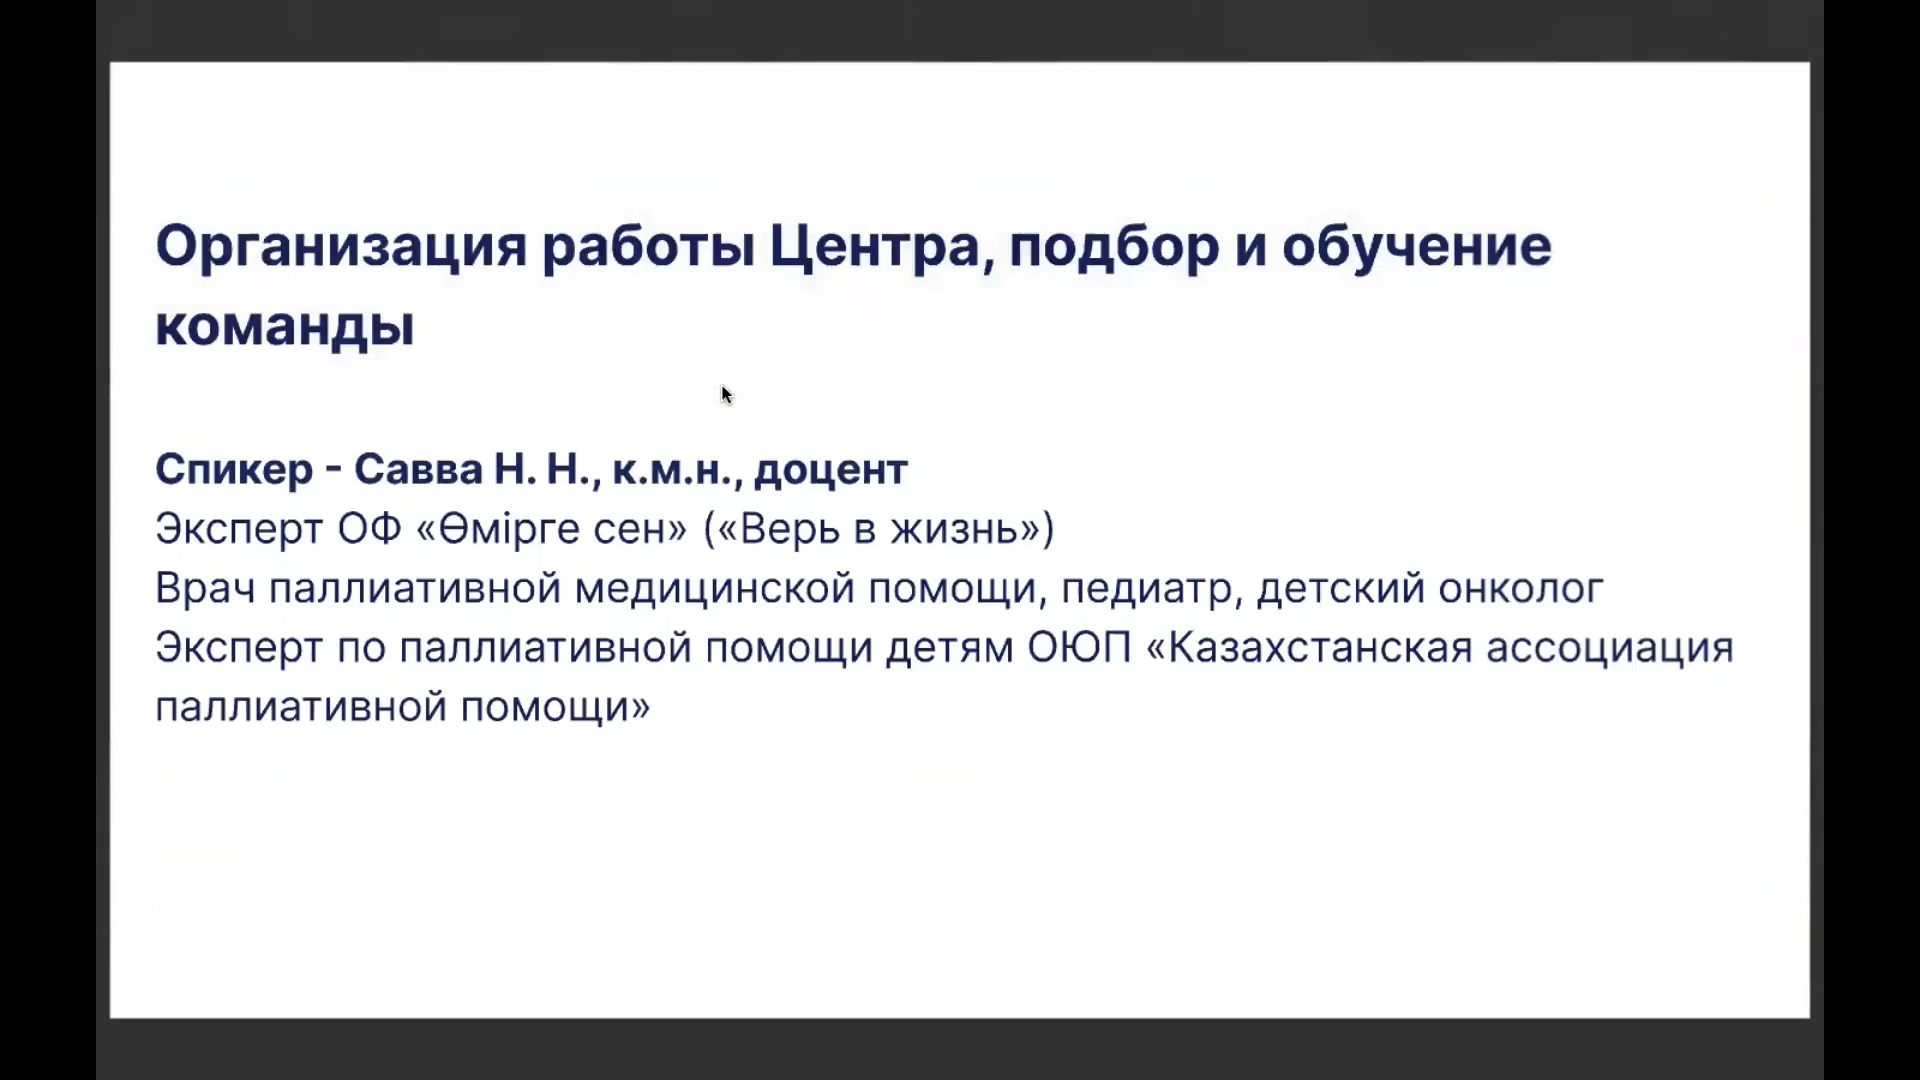 Организация работы Центра, подбор и обучение
команды
Спикер - Савва Н. Н., к.м.н., доцент
Эксперт ОФ «Өмірге сен» («Верь в жизнь»)
Врач паллиативной медицинской помощи, педиатр, детский онколог
Эксперт по паллиативной помощи детям ОЮП «Казахстанская ассоциация
паллиативной помощи»